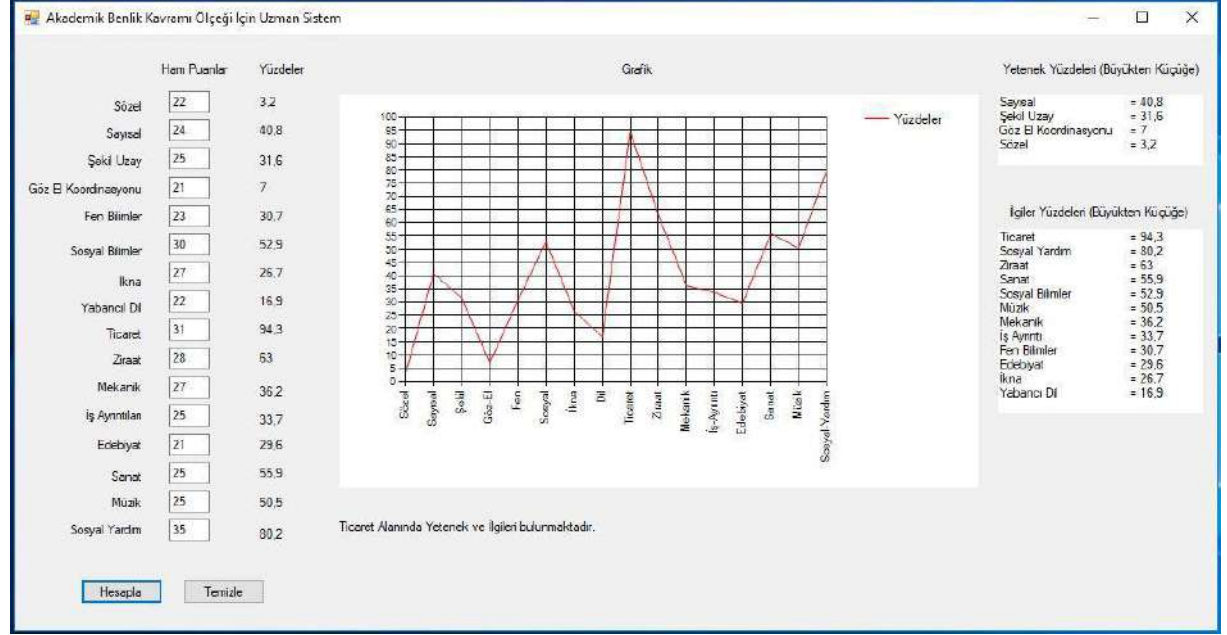 Akademik Benlik Kavramı Ölçeği İçin Uzman Sistem
Ham Puanlar Yüzdeler
Sözel 22 3,2
Sayısal 24 40,8
Şekil Uzay 25 31,6
Göz El Koordinasyonu 21 7
Fen Bilimler 23 30,7
Sosyal Bilimler 30 52,9
İkna 27 26,7
Yabancıl Dil 22 16,9
Ticaret 31 94,3
Ziraat 28 63
Mekanik 27 36,2
İş Ayrıntıları 25 33,7
Edebiyat 21 29,6
Sanat 25 55,9
Müzik 25 50,5
Sosyal Yardım 35 80,2
Hesapla Temizle
Grafik
Yüzdeler
100
95
90
85
80
75
70
65
60
55
50
45
40
35
30
25
20
15
10
5
0
Sözel
Sayısal
Şekil
Göz-El
Fen
Sosyal
İkna
Dil
Ticaret
Ziraat
Mekanik
İş-Ayrıntı
Edebiyat
Sanat
Müzik
Sosyal Yardım
Ticaret Alanında Yetenek ve İlgileri bulunmaktadır.
Yetenek Yüzdeleri (Büyükten Küçüğe)
Sayısal = 40,8
Şekil Uzay = 31,6
Göz El Koordinasyonu = 7
Sözel = 3,2
İlgiler Yüzdeleri (Büyükten Küçüğe)
Ticaret = 94,3
Sosyal Yardım = 80,2
Ziraat = 63
Sanat = 55,9
Sosyal Bilimler = 52,9
Müzik = 50,5
Mekanik = 36,2
İş Ayrıntı = 33,7
Fen Bilimler = 30,7
Edebiyat = 29,6
İkna = 26,7
Yabancı Dil = 16,9